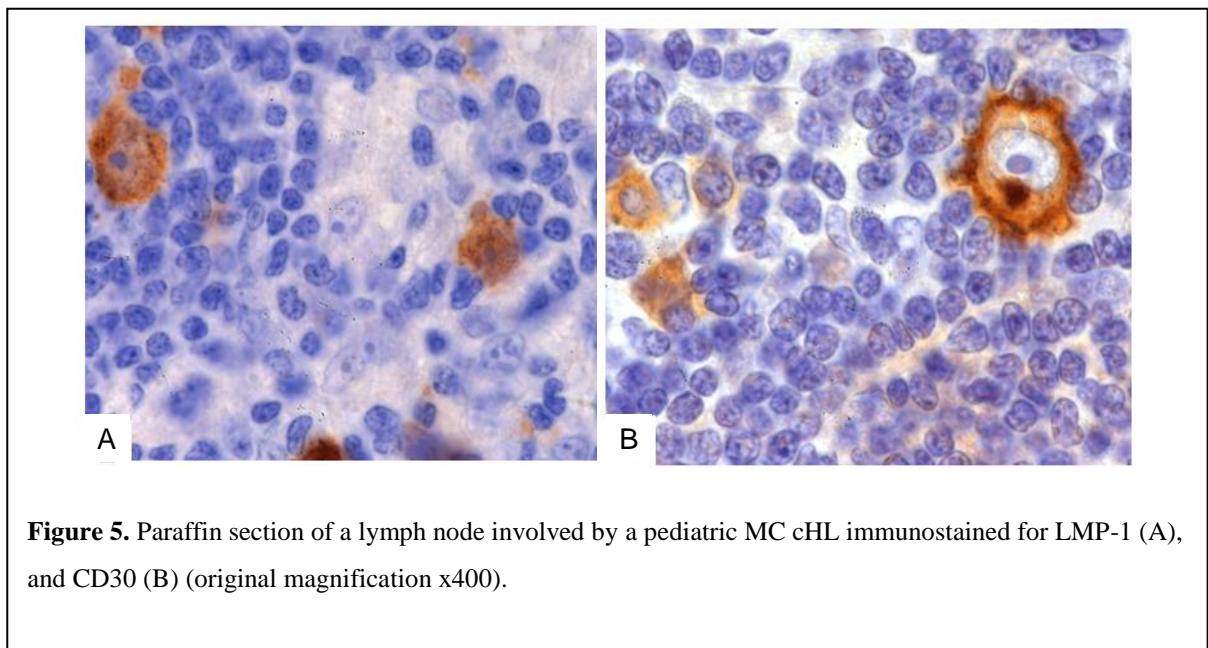 A
B
Figure 5. Paraffin section of a lymph node involved by a pediatric MC cHL immunostained for LMP-1 (A),
and CD30 (B) (original magnification x400).